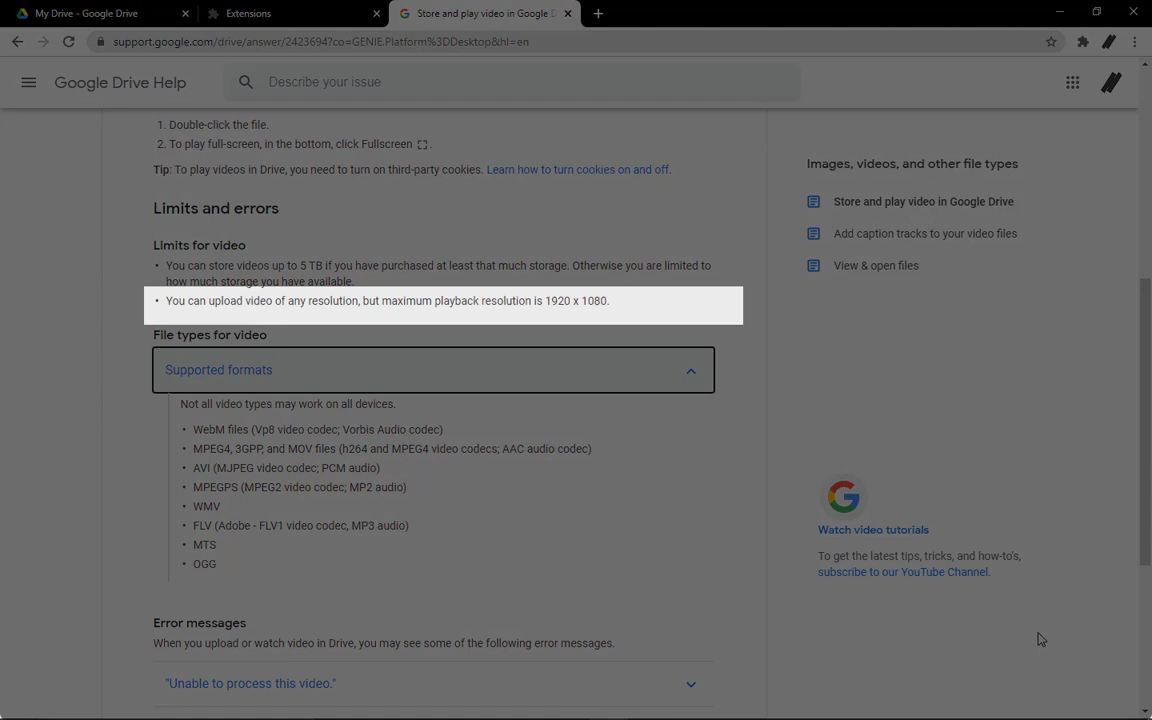 My Drive - Google Drive
Extensions
Store and play video in Google D
support.google.com/drive/answer/2423694?co=GENIE.Platform%3DDesktop&hl=en
Google Drive Help
Describe your issue
1. Double-click the file.
2. To play full-screen, in the bottom, click Fullscreen .
Tip: To play videos in Drive, you need to turn on third-party cookies. Learn how to turn cookies on and off.
Limits and errors
Limits for video
• You can store videos up to 5 TB if you have purchased at least that much storage. Otherwise you are limited to
how much storage you have available.
• You can upload video of any resolution, but maximum playback resolution is 1920 x 1080.
File types for video
Supported formats
Not all video types may work on all devices.
• WebM files (Vp8 video codec; Vorbis Audio codec)
• MPEG4, 3GPP, and MOV files (h264 and MPEG4 video codecs; AAC audio codec)
• AVI (MJPEG video codec; PCM audio)
• MPEGPS (MPEG2 video codec; MP2 audio)
• WMV
• FLV (Adobe - FLV1 video codec, MP3 audio)
• MTS
• OGG
Error messages
When you upload or watch video in Drive, you may see some of the following error messages.
"Unable to process this video."
Images, videos, and other file types
Store and play video in Google Drive
Add caption tracks to your video files
View & open files
Watch video tutorials
To get the latest tips, tricks, and how-to's,
subscribe to our YouTube Channel.